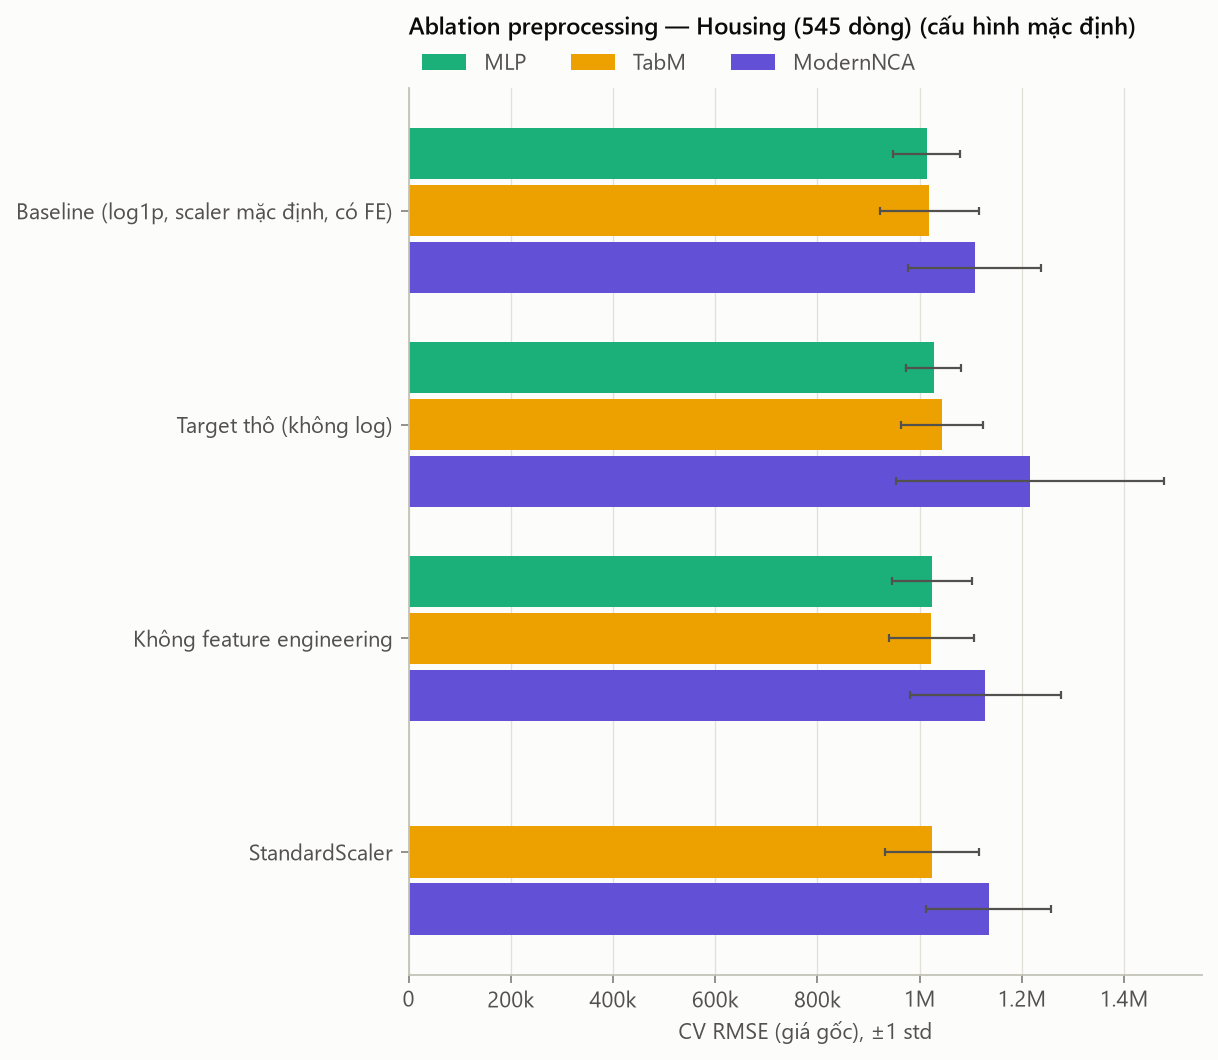 Ablation preprocessing — Housing (545 dòng) (cấu hình mặc định)
MLP TabM ModernNCA
Baseline (log1p, scaler mặc định, có FE)
Target thô (không log)
Không feature engineering
StandardScaler
0 200k 400k 600k 800k 1M 1.2M 1.4M
CV RMSE (giá gốc), ±1 std